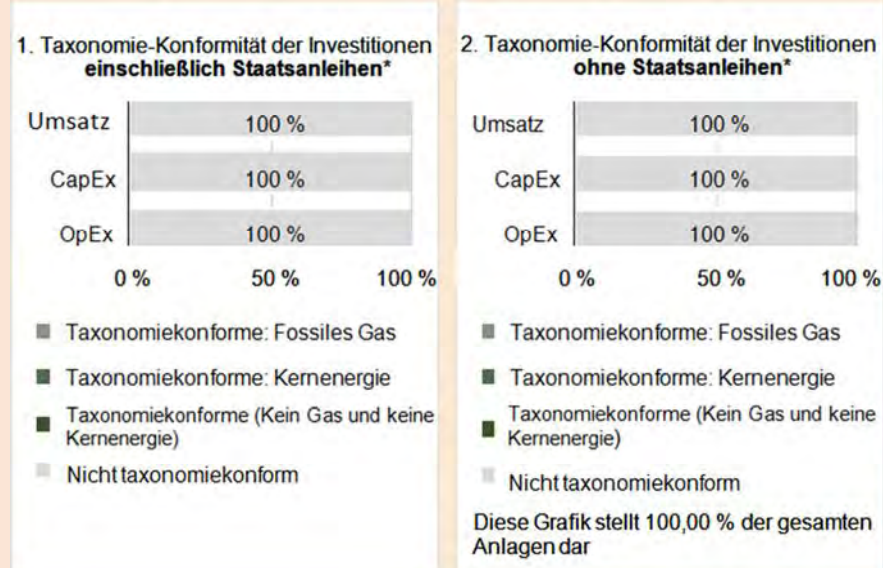 1. Taxonomie-Konformität der Investitionen
einschließlich Staatsanleihen*
Umsatz 100 %
CapEx 100 %
OpEx 100 %
0 % 50 % 100 %
Taxonomiekonforme: Fossiles Gas
Taxonomiekonforme: Kernenergie
Taxonomiekonforme (Kein Gas und keine
Kernenergie)
Nicht taxonomiekonform
2. Taxonomie-Konformität der Investitionen
ohne Staatsanleihen*
Umsatz 100 %
CapEx 100 %
OpEx 100 %
0 % 50 % 100 %
Taxonomiekonforme: Fossiles Gas
Taxonomiekonforme: Kernenergie
Taxonomiekonforme (Kein Gas und keine
Kernenergie)
Nicht taxonomiekonform
Diese Grafik stellt 100,00 % der gesamten
Anlagen dar